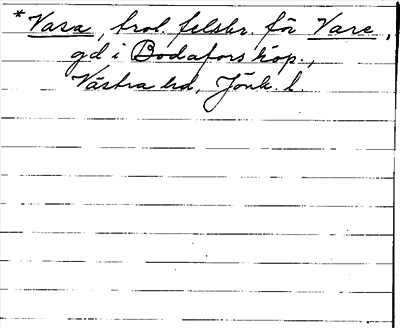 * Vara, trol. felskr. för Vare,
gd i Bodafors köp.,
Västra hd, Jönk. l.